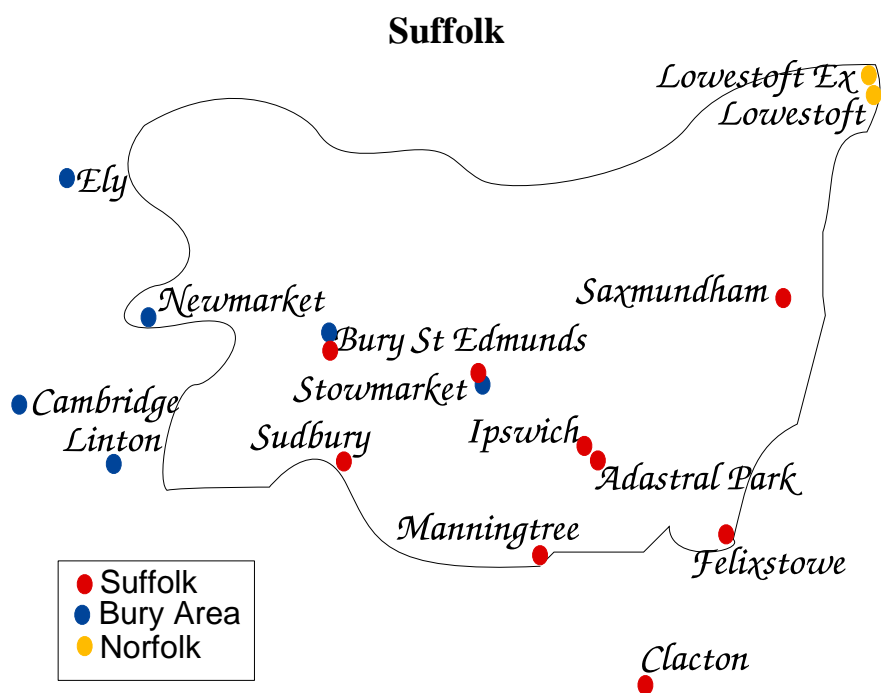 Suffolk
Lowestoft Ex
Lowestoft
Ely
Newmarket
Saxmundham
Bury St Edmunds
Stowmarket
Cambridge
Linton
Sudbury
Ipswich
Adastral Park
Manningtree
Felixstowe
Suffolk
Bury Area
Norfolk
Clacton